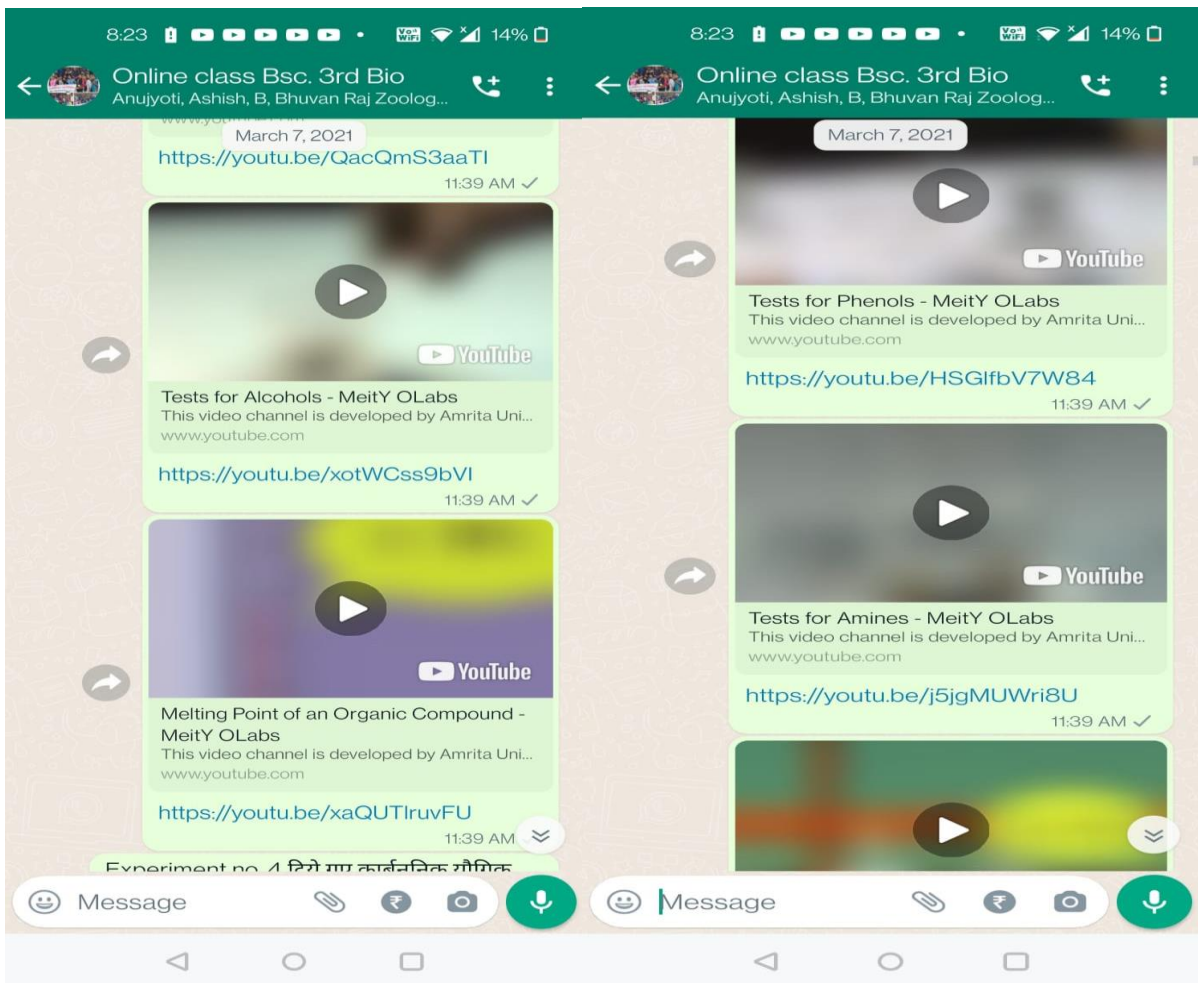 8:23
Vo)) WiFi
14%
Online class Bsc. 3rd Bio
Anujyoti, Ashish, B, Bhuvan Raj Zoolog...
March 7, 2021
https://youtu.be/QacQmS3aaTI
11:39 AM
YouTube
Tests for Alcohols - MeitY OLabs
This video channel is developed by Amrita Uni...
www.youtube.com
https://youtu.be/xotWCss9bVI
11:39 AM
YouTube
Melting Point of an Organic Compound -
MeitY OLabs
This video channel is developed by Amrita Uni...
www.youtube.com
https://youtu.be/xaQUTlruvFU
11:39 AM
Experiment no. 4 दिये गए कार्बननिक यौगिक
Message
8:23
Vo)) WiFi
14%
Online class Bsc. 3rd Bio
Anujyoti, Ashish, B, Bhuvan Raj Zoolog...
March 7, 2021
YouTube
Tests for Phenols - MeitY OLabs
This video channel is developed by Amrita Uni...
www.youtube.com
https://youtu.be/HSGlfbV7W84
11:39 AM
YouTube
Tests for Amines - MeitY OLabs
This video channel is developed by Amrita Uni...
www.youtube.com
https://youtu.be/j5jgMUWri8U
11:39 AM
Message